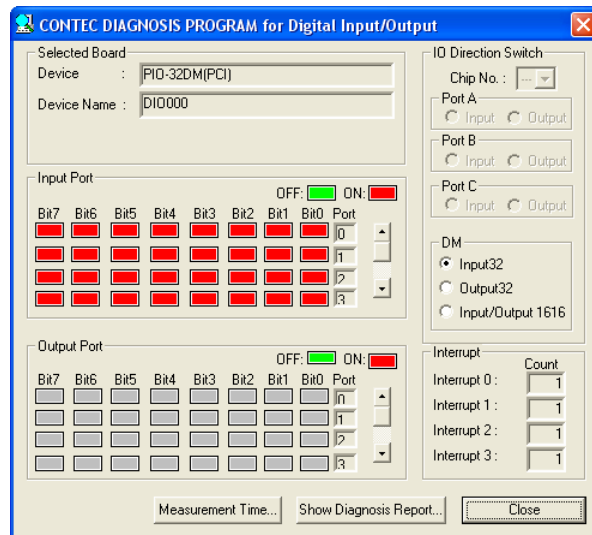 CONTEC DIAGNOSIS PROGRAM for Digital Input/Output
Selected Board
Device : PIO-32DM(PCI)
Device Name : DIO000
IO Direction Switch
Chip No. : ---
Port A
Input Output
Port B
Input Output
Port C
Input Output
DM
Input32
Output32
Input/Output 1616
Input Port
OFF: ON:
Bit7 Bit6 Bit5 Bit4 Bit3 Bit2 Bit1 Bit0 Port
0
1
2
3
Output Port
OFF: ON:
Bit7 Bit6 Bit5 Bit4 Bit3 Bit2 Bit1 Bit0 Port
0
1
2
3
Interrupt
Count
Interrupt 0 : 1
Interrupt 1 : 1
Interrupt 2 : 1
Interrupt 3 : 1
Measurement Time... Show Diagnosis Report... Close